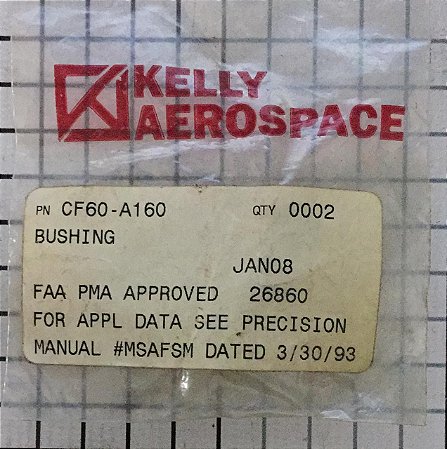 KELLY
AEROSPACE
PN CF60-A160 QTY 0002
BUSHING
JAN08
FAA PMA APPROVED 26860
FOR APPL DATA SEE PRECISION
MANUAL #MSAFSM DATED 3/30/93